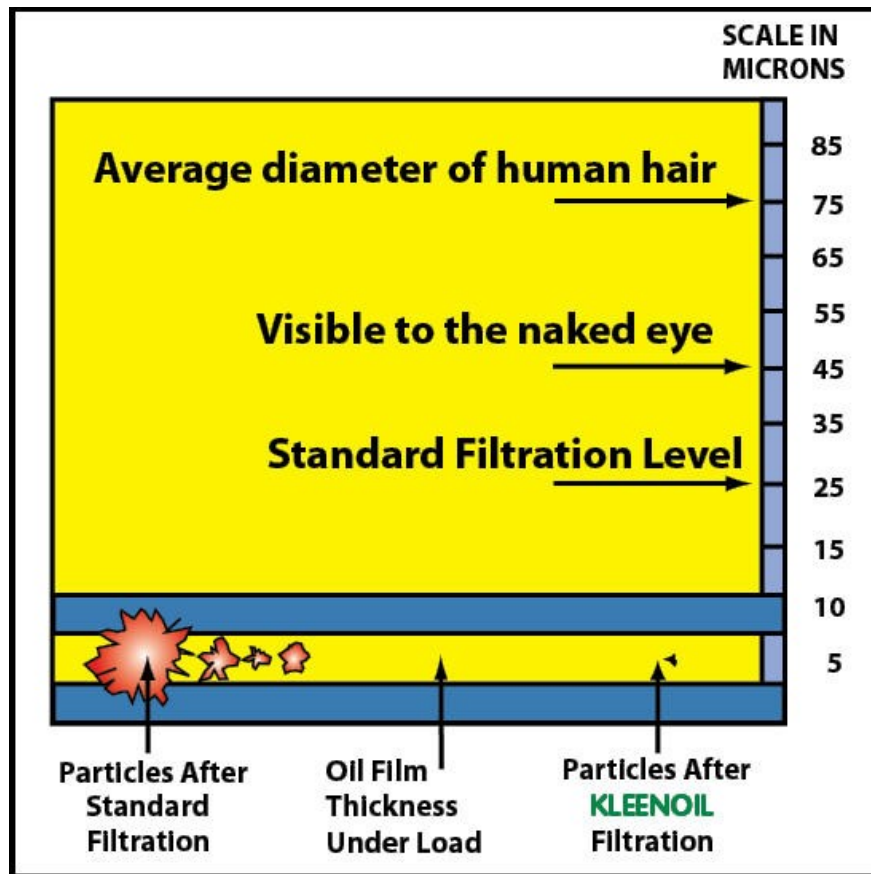 SCALE IN
MICRONS
Average diameter of human hair
85
75
65
Visible to the naked eye
55
45
35
Standard Filtration Level
25
15
10
5
Particles After
Standard
Filtration
Oil Film
Thickness
Under Load
Particles After
KLEENOIL
Filtration